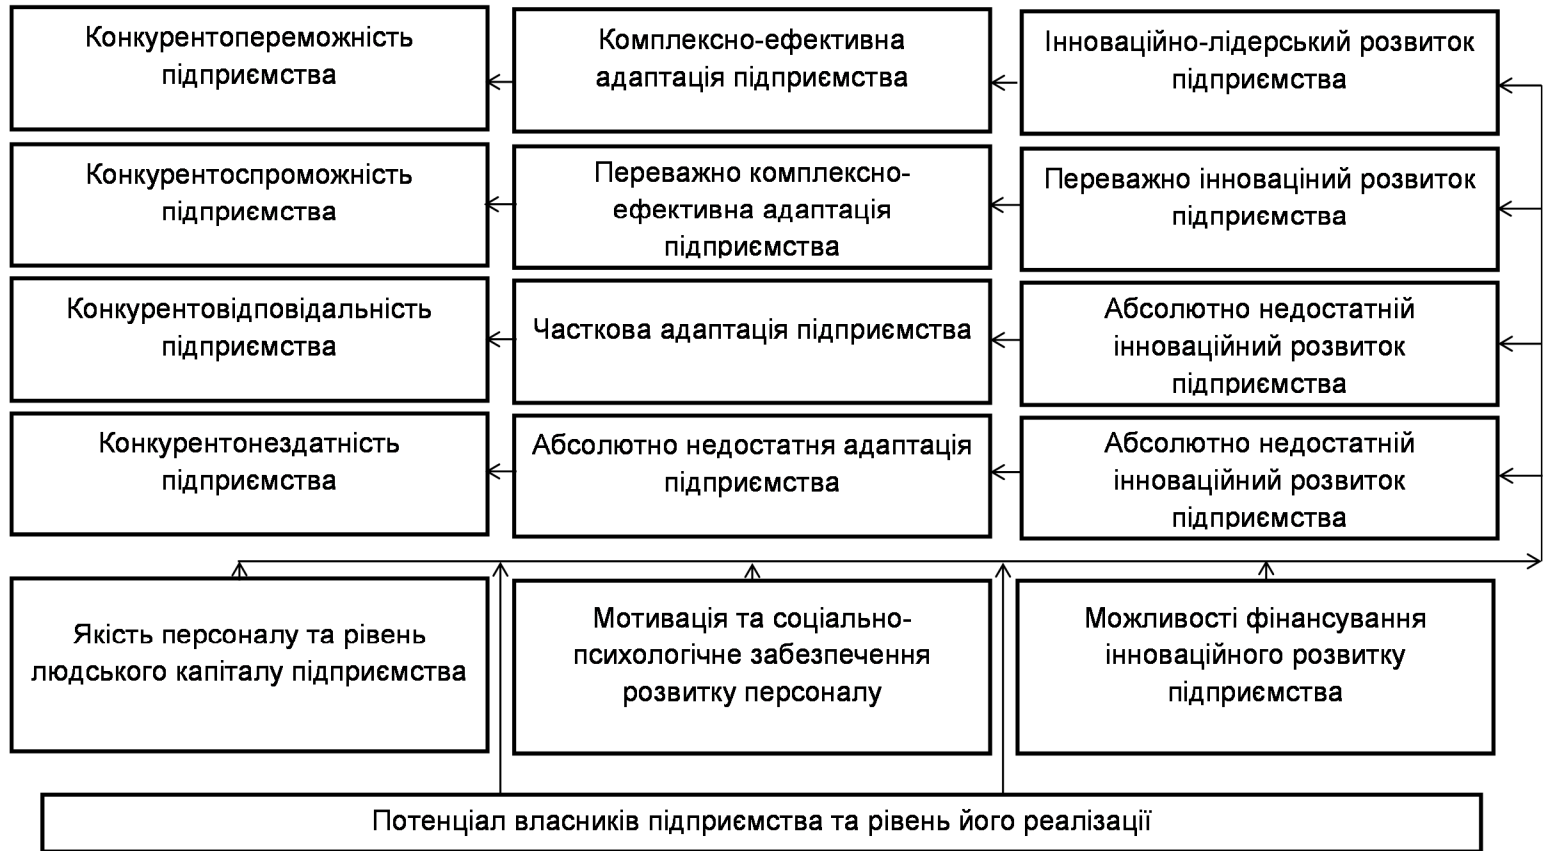 Конкурентопереможність
підприємства
Комплексно-ефективна
адаптація підприємства
Інноваційно-лідерський розвиток
підприємства
Конкурентоспроможність
підприємства
Переважно комплексно-
ефективна адаптація
підприємства
Переважно інноваціний розвиток
підприємства
Конкурентовідповідальність
підприємства
Часткова адаптація підприємства
Абсолютно недостатній
інноваційний розвиток
підприємства
Конкурентонездатність
підприємства
Абсолютно недостатня адаптація
підприємства
Абсолютно недостатній
інноваційний розвиток
підприємства
Якість персоналу та рівень
людського капіталу підприємства
Мотивація та соціально-
психологічне забезпечення
розвитку персоналу
Можливості фінансування
інноваційного розвитку
підприємства
Потенціал власників підприємства та рівень його реалізації